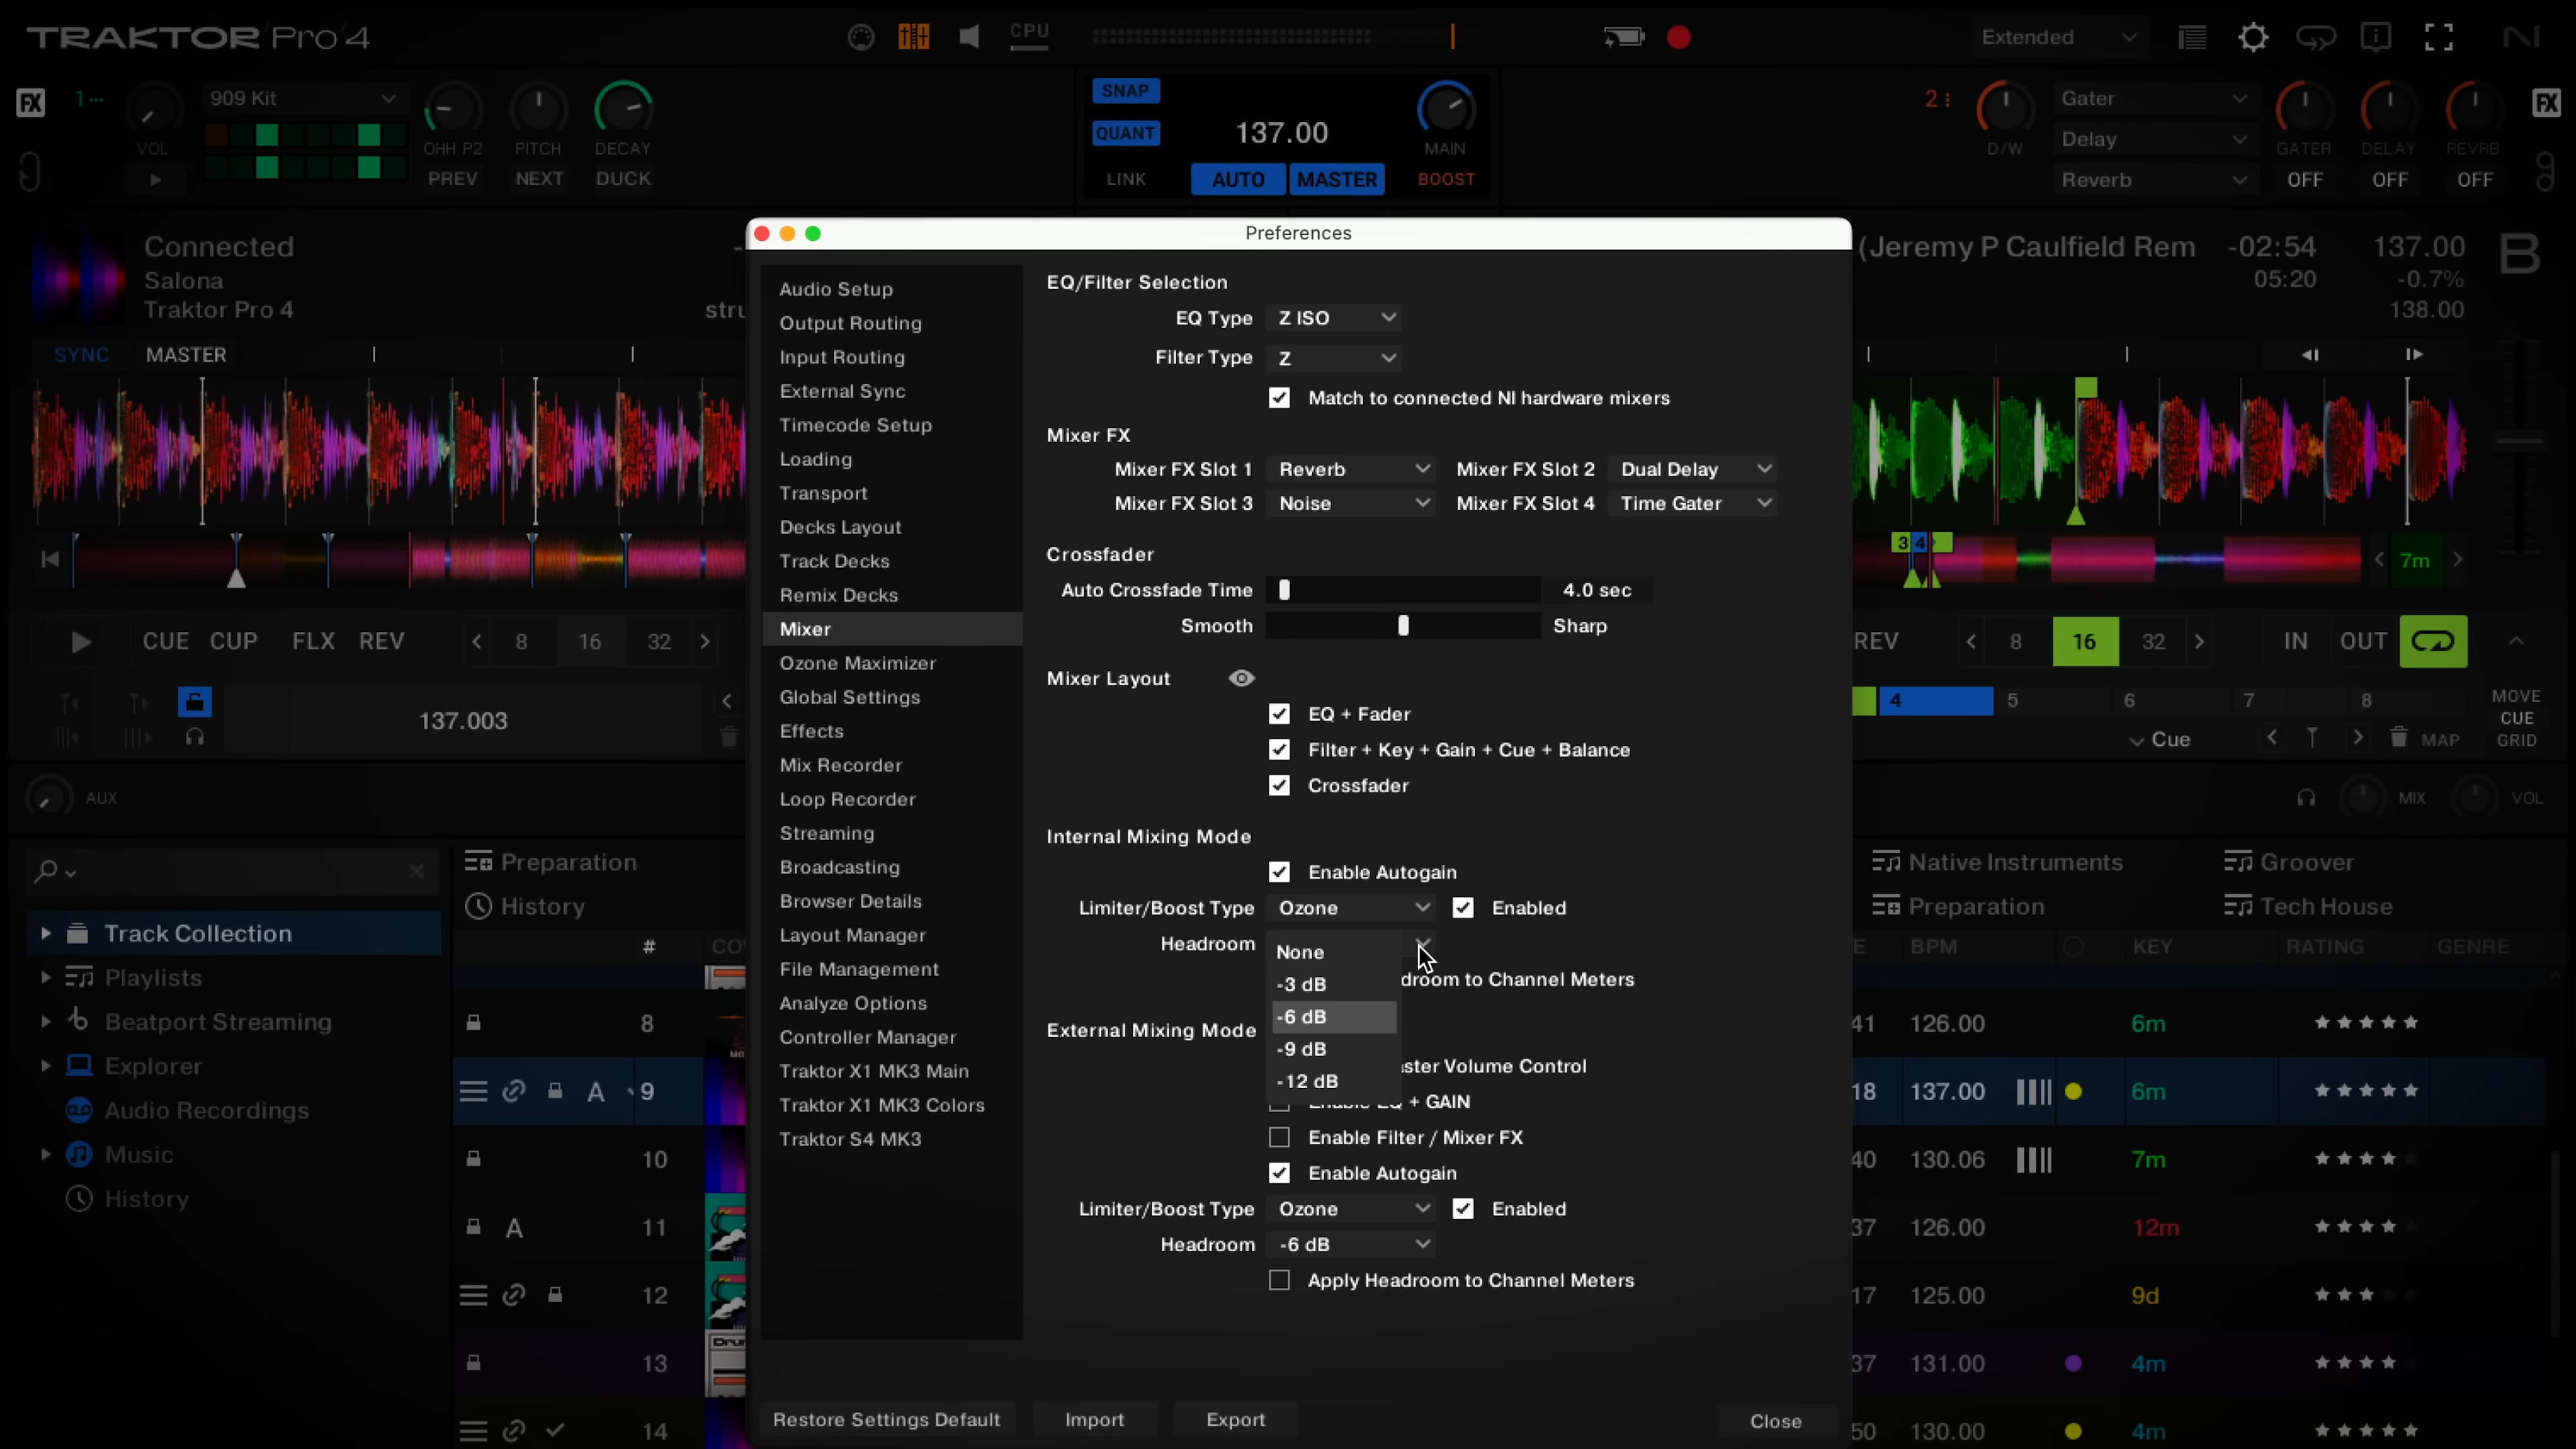 TRAKTOR Pro 4
CPU
Extended
FX
1
909 Kit
VOL
OHH P2
PITCH
DECAY
PREV
NEXT
DUCK
SNAP
QUANT
137.00
MAIN
LINK
AUTO
MASTER
BOOST
2
D/W
Gater
Delay
Reverb
GATER
DELAY
REVRB
OFF
OFF
OFF
FX
Connected
Salona
Traktor Pro 4
SYNC
MASTER
(Jeremy P Caulfield Rem
-02:54
137.00
05:20
-0.7%
138.00
B
CUE
CUP
FLX
REV
8
16
32
137.003
3
4
7m
REV
8
16
32
IN
OUT
4
5
6
7
8
MOVE
CUE
GRID
Cue
MAP
AUX
MIX
VOL
Preferences
Audio Setup
Output Routing
Input Routing
External Sync
Timecode Setup
Loading
Transport
Decks Layout
Track Decks
Remix Decks
Mixer
Ozone Maximizer
Global Settings
Effects
Mix Recorder
Loop Recorder
Streaming
Broadcasting
Browser Details
Layout Manager
File Management
Analyze Options
Controller Manager
Traktor X1 MK3 Main
Traktor X1 MK3 Colors
Traktor S4 MK3
EQ/Filter Selection
EQ Type Z ISO
Filter Type Z
Match to connected NI hardware mixers
Mixer FX
Mixer FX Slot 1 Reverb Mixer FX Slot 2 Dual Delay
Mixer FX Slot 3 Noise Mixer FX Slot 4 Time Gater
Crossfader
Auto Crossfade Time 4.0 sec
Smooth Sharp
Mixer Layout
EQ + Fader
Filter + Key + Gain + Cue + Balance
Crossfader
Internal Mixing Mode
Enable Autogain
Limiter/Boost Type Ozone Enabled
Headroom
None
-3 dB
-6 dB
-9 dB
-12 dB
to Channel Meters
External Mixing Mode
Volume Control
+ GAIN
Enable Filter / Mixer FX
Enable Autogain
Limiter/Boost Type Ozone Enabled
Headroom -6 dB
Apply Headroom to Channel Meters
Restore Settings Default
Import
Export
Close
Track Collection
Playlists
Beatport Streaming
Explorer
Audio Recordings
Music
History
Preparation
History
#
8
A
9
10
A
11
12
13
14
Native Instruments
Groover
Preparation
Tech House
BPM
KEY
RATING
GENRE
41 126.00 6m
18 137.00 6m
40 130.06 7m
37 126.00 12m
17 125.00 9d
37 131.00 4m
50 130.00 4m